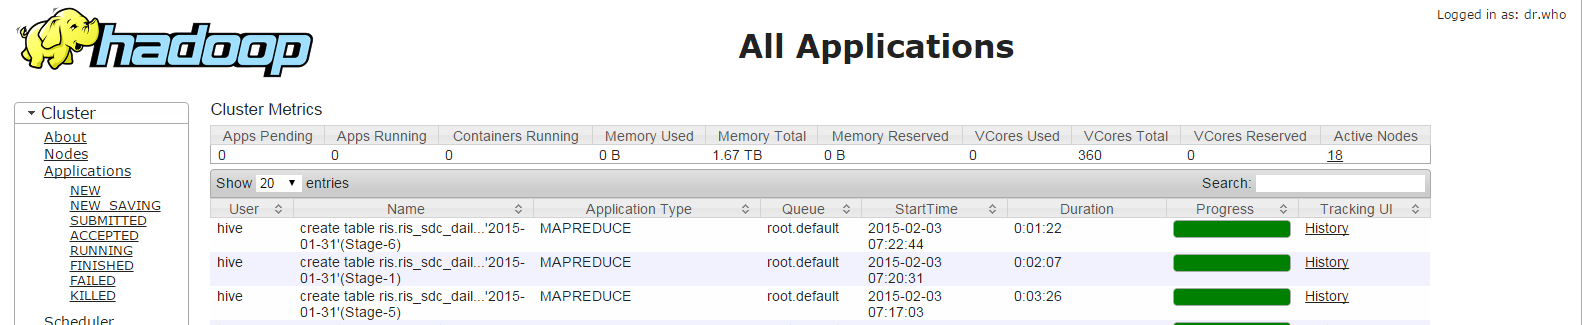 Logged in as: dr.who
hadoop
All Applications
Cluster
About
Nodes
Applications
NEW
NEW_SAVING
SUBMITTED
ACCEPTED
RUNNING
FINISHED
FAILED
KILLED
Scheduler
Cluster Metrics
Apps Pending Apps Running Containers Running Memory Used Memory Total Memory Reserved VCores Used VCores Total VCores Reserved Active Nodes
0 0 0 0 B 1.67 TB 0 B 0 360 0 18
Show 20 entries Search:
User Name Application Type Queue StartTime Duration Progress Tracking UI
hive create table ris.ris_sdc_dail...'2015- MAPREDUCE root.default 2015-02-03 0:01:22 History
01-31'(Stage-6) 07:22:44
hive create table ris.ris_sdc_dail...'2015- MAPREDUCE root.default 2015-02-03 0:02:07 History
01-31'(Stage-1) 07:20:31
hive create table ris.ris_sdc_dail...'2015- MAPREDUCE root.default 2015-02-03 0:03:26 History
01-31'(Stage-5) 07:17:03